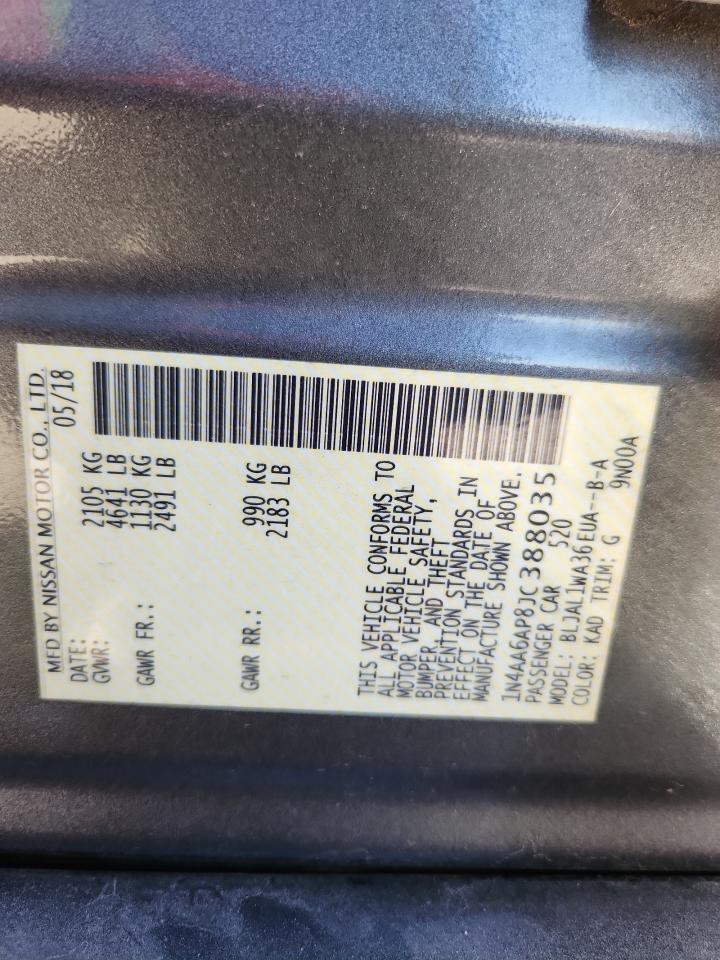 MFD BY NISSAN MOTOR CO., LTD.
DATE: 05/18
GVWR: 2105 KG
4641 LB
GAWR FR.: 1130 KG
2491 LB
GAWR RR.: 990 KG
2183 LB
THIS VEHICLE CONFORMS TO
ALL APPLICABLE FEDERAL
MOTOR VEHICLE SAFETY,
BUMPER, AND THEFT
PREVENTION STANDARDS IN
EFFECT ON THE DATE OF
MANUFACTURE SHOWN ABOVE.
1N4AA6AP8JC388035
PASSENGER CAR 520
MODEL: BLJAL1WA36EUA--B-A
COLOR: KAD TRIM: G 9N00A